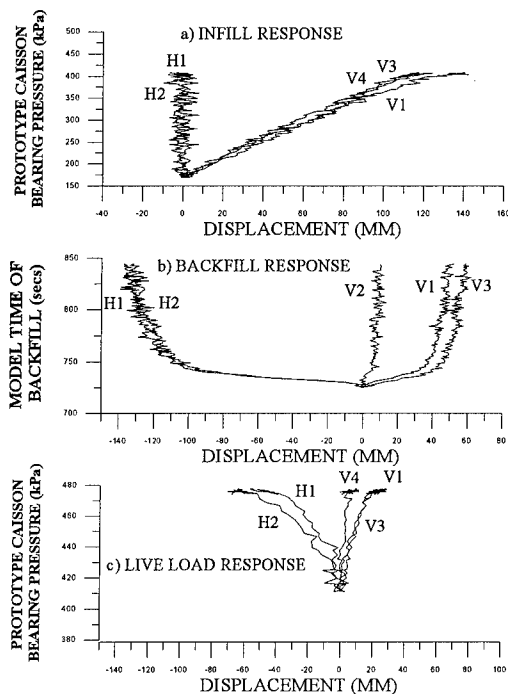 a) INFILL RESPONSE
PROTOTYPE CAISSON
BEARING PRESSURE (kPa)
500
450
400
350
300
250
200
150
H1
H2
V3
V4
V1
-40 -20 0 20 40 60 80 100 120 140 160
DISPLACEMENT (MM)
b) BACKFILL RESPONSE
MODEL TIME OF
BACKFILL (secs)
850
800
750
700
H1
H2
V2
V1
V3
-140 -120 -100 -80 -60 -40 -20 0 20 40 60 80
DISPLACEMENT (MM)
c) LIVE LOAD RESPONSE
PROTOTYPE CAISSON
BEARING PRESSURE (kPa)
480
460
440
420
400
380
H1
H2
V4
V1
V3
-160 -140 -120 -100 -80 -60 -40 -20 0 20 40 60 80 100
DISPLACEMENT (MM)